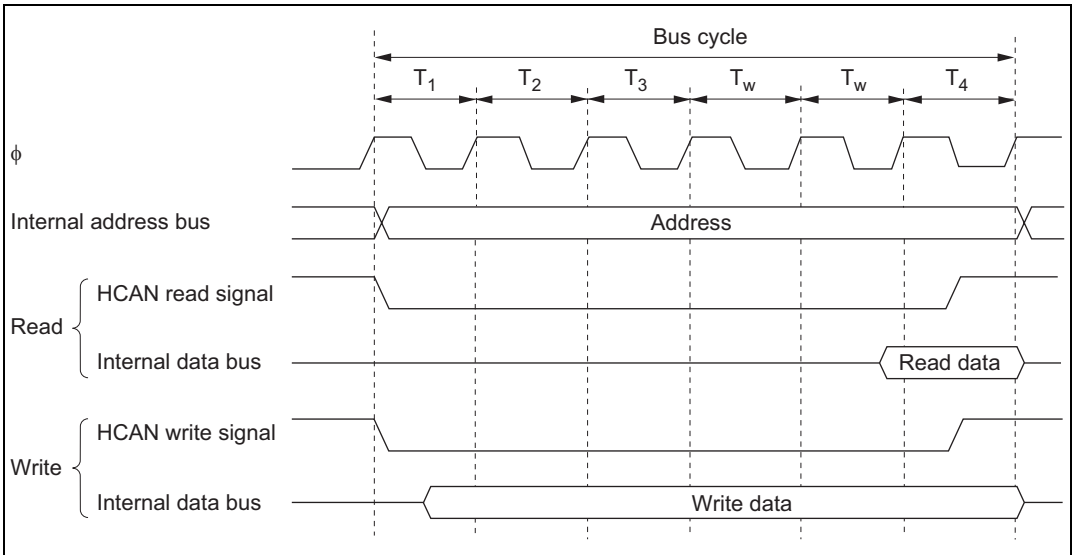 Bus cycle
T1 T2 T3 Tw Tw T4
ϕ
Internal address bus Address
Read
HCAN read signal
Internal data bus Read data
Write
HCAN write signal
Internal data bus Write data